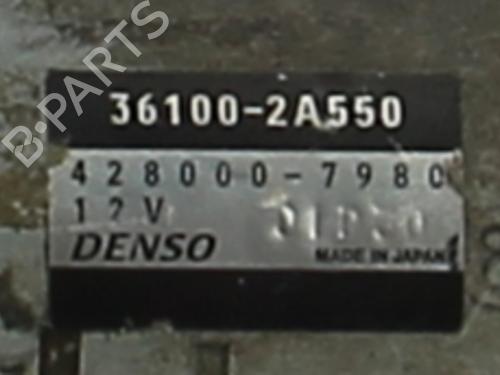 B-PARTS
36100-2A550
428000-7980
12V
DENSO
MADE IN JAPAN